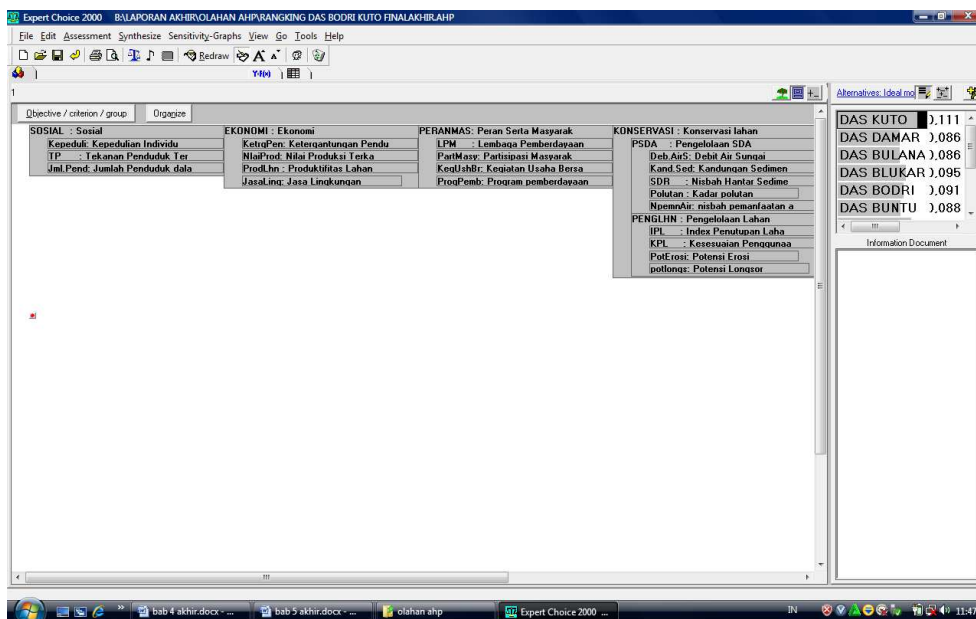 Expert Choice 2000 B:\LAPORAN AKHIR\OLAHAN AHP\RANGKING DAS BODRI KUTO FINALAKHIR.AHP
File Edit Assessment Synthesize Sensitivity-Graphs View Go Tools Help
Redraw
Y=f(x)
1
Alternatives: Ideal mo
Objective / criterion / group Organize
SOSIAL : Sosial
Kepeduli: Kepedulian Individu
TP : Tekanan Penduduk Ter
Jml.Pend: Jumlah Penduduk dala
EKONOMI : Ekonomi
KetrgPen: Ketergantungan Pendu
NlaiProd: Nilai Produksi Terka
ProdLhn : Produktifitas Lahan
JasaLing: Jasa Lingkungan
PERANMAS: Peran Serta Masyarak
LPM : Lembaga Pemberdayaan
PartMasy: Partisipasi Masyarak
KegUshBr: Kegiatan Usaha Bersa
ProgPemb: Program pemberdayaan
KONSERVASI : Konservasi lahan
PSDA : Pengelolaan SDA
Deb.AirS: Debit Air Sungai
Kand.Sed: Kandungan Sedimen
SDR : Nisbah Hantar Sedime
Polutan : Kadar polutan
NpemnAir: nisbah pemanfaatan a
PENGLHN : Pengelolaan Lahan
IPL : Index Penutupan Laha
KPL : Kesesuaian Penggunaa
PotErosi: Potensi Erosi
potlongs: Potensi Longsor
DAS KUTO ),111
DAS DAMAR ),086
DAS BULANA ),086
DAS BLUKAR ),095
DAS BODRI ),091
DAS BUNTU ),088
Information Document
bab 4 akhir.docx - ... bab 5 akhir.docx - ... olahan ahp Expert Choice 2000 ... IN 11:47